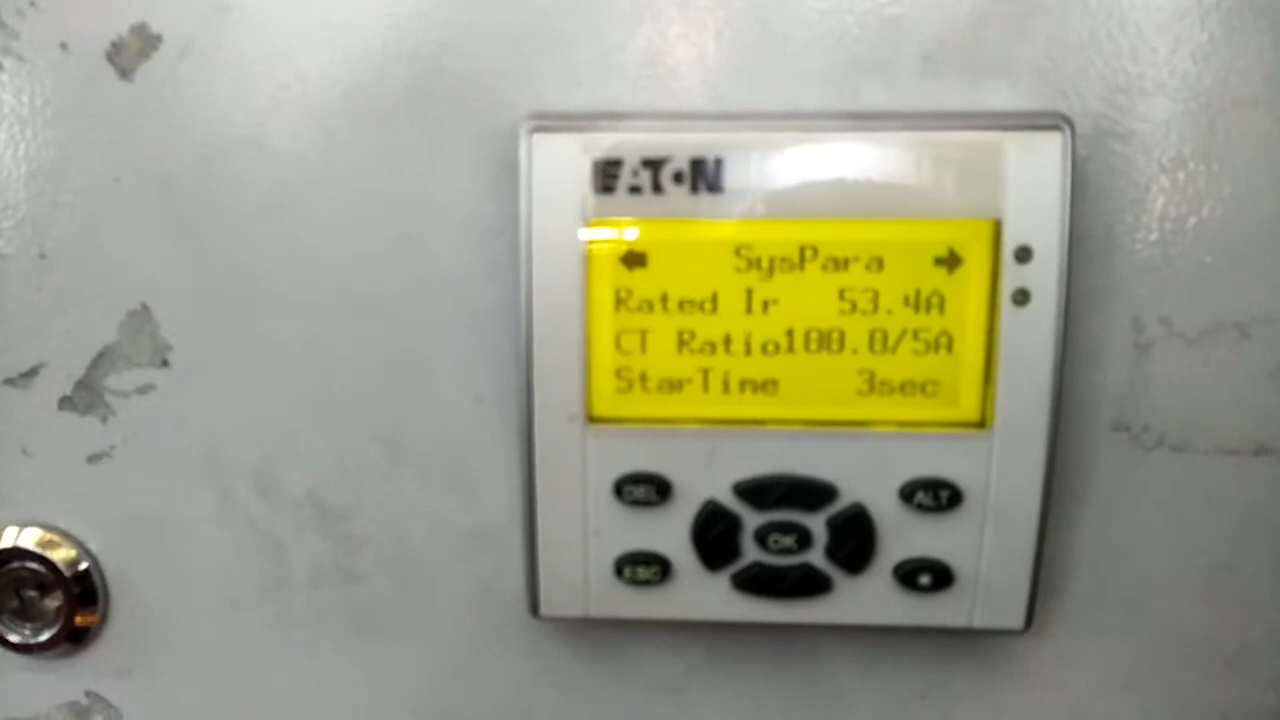 EATON
← SysPara →
Rated Ir 53.4A
CT Ratio100.0/5A
StarTime 3sec
DEL
ALT
OK
ESC